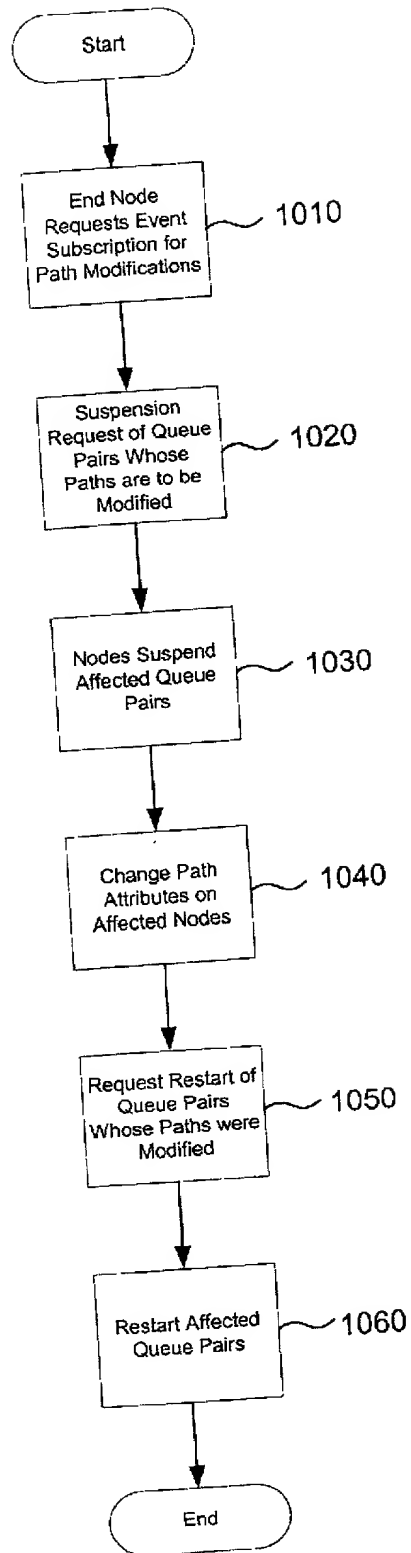 Start
End Node
Requests Event
Subscription for
Path Modifications
1010
Suspension
Request of Queue
Pairs Whose
Paths are to be
Modified
1020
Nodes Suspend
Affected Queue
Pairs
1030
Change Path
Attributes on
Affected Nodes
1040
Request Restart of
Queue Pairs
Whose Paths were
Modified
1050
Restart Affected
Queue Pairs
1060
End